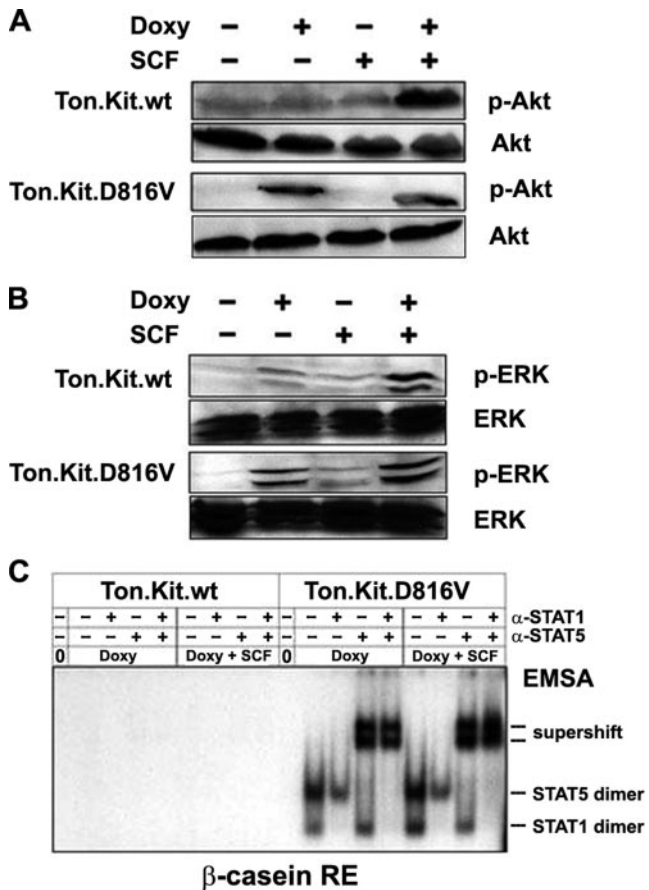 A
Doxy – + – +
SCF – – + +
Ton.Kit.wt p-Akt
Akt
Ton.Kit.D816V p-Akt
Akt
B
Doxy – + – +
SCF – – + +
Ton.Kit.wt p-ERK
ERK
Ton.Kit.D816V p-ERK
ERK
C
Ton.Kit.wt Ton.Kit.D816V
– – + – + – + – + – – + – + – + – + α-STAT1
– – – + + – – + + – – – + + – – + + α-STAT5
0 Doxy Doxy + SCF 0 Doxy Doxy + SCF
EMSA
supershift
STAT5 dimer
STAT1 dimer
β-casein RE